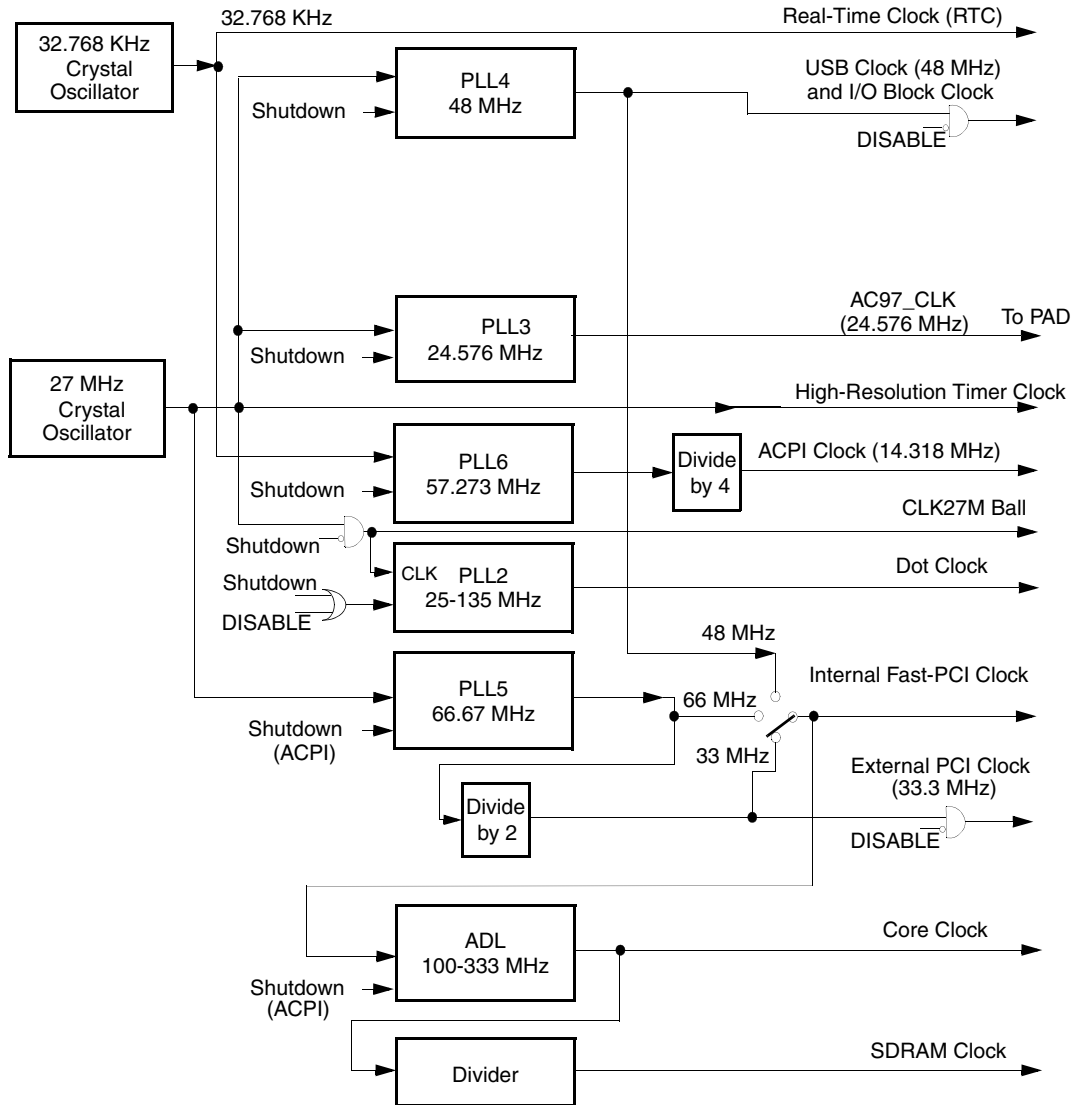 32.768 KHz
Real-Time Clock (RTC)
32.768 KHz
Crystal
Oscillator
PLL4
48 MHz
Shutdown
USB Clock (48 MHz)
and I/O Block Clock
DISABLE
PLL3
24.576 MHz
Shutdown
AC97_CLK
(24.576 MHz)
To PAD
27 MHz
Crystal
Oscillator
High-Resolution Timer Clock
PLL6
57.273 MHz
Shutdown
Divide
by 4
ACPI Clock (14.318 MHz)
CLK27M Ball
Shutdown
CLK PLL2
25-135 MHz
Shutdown
DISABLE
Dot Clock
48 MHz
PLL5
66.67 MHz
Shutdown
(ACPI)
66 MHz
Internal Fast-PCI Clock
33 MHz
Divide
by 2
External PCI Clock
(33.3 MHz)
DISABLE
ADL
100-333 MHz
Shutdown
(ACPI)
Core Clock
Divider
SDRAM Clock